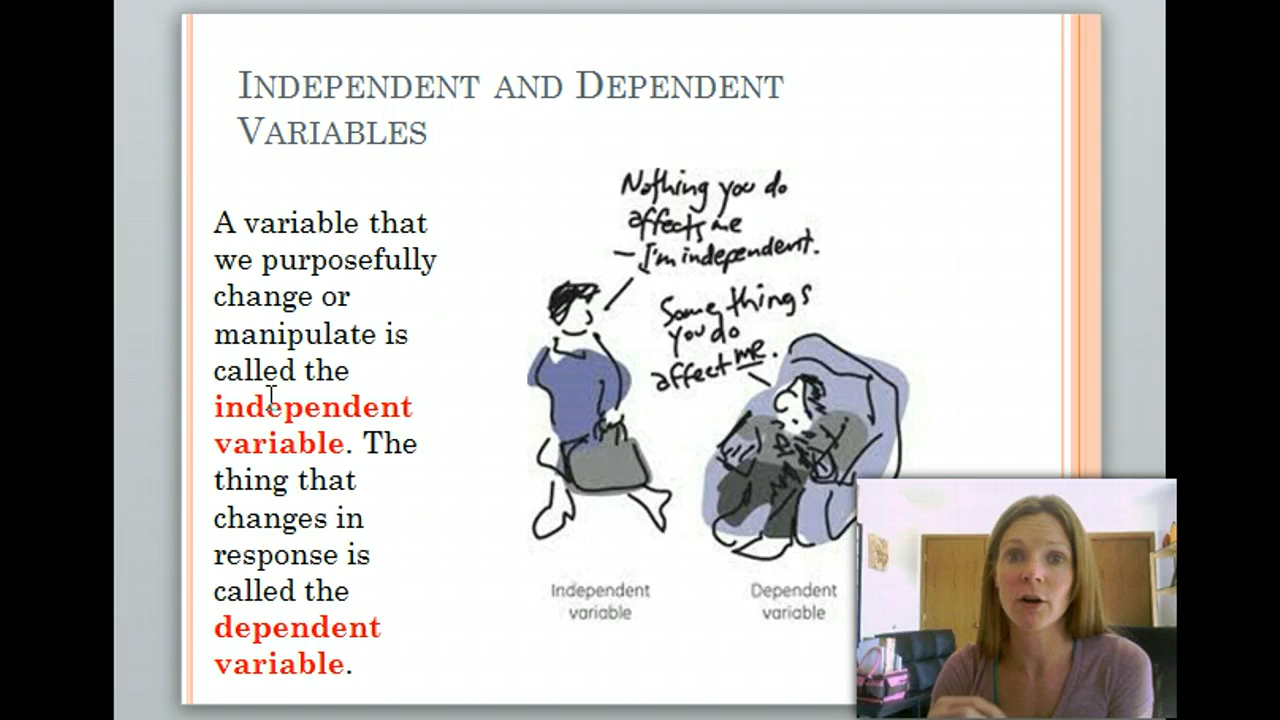 INDEPENDENT AND DEPENDENT
VARIABLES
A variable that
we purposefully
change or
manipulate is
called the
independent
variable. The
thing that
changes in
response is
called the
dependent
variable.
Nothing you do
affects me
— I'm independent.
Some things
you do
affect me.
Independent
variable
Dependent
variable